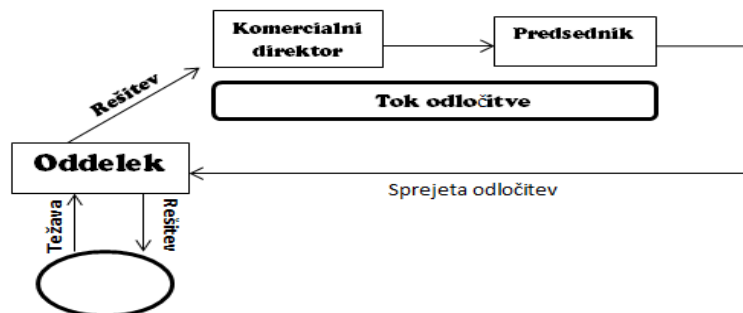 Komercialni
direktor
Predsednik
Rešitev
Tok odločitve
Oddelek
Sprejeta odločitev
Težava
Rešitev